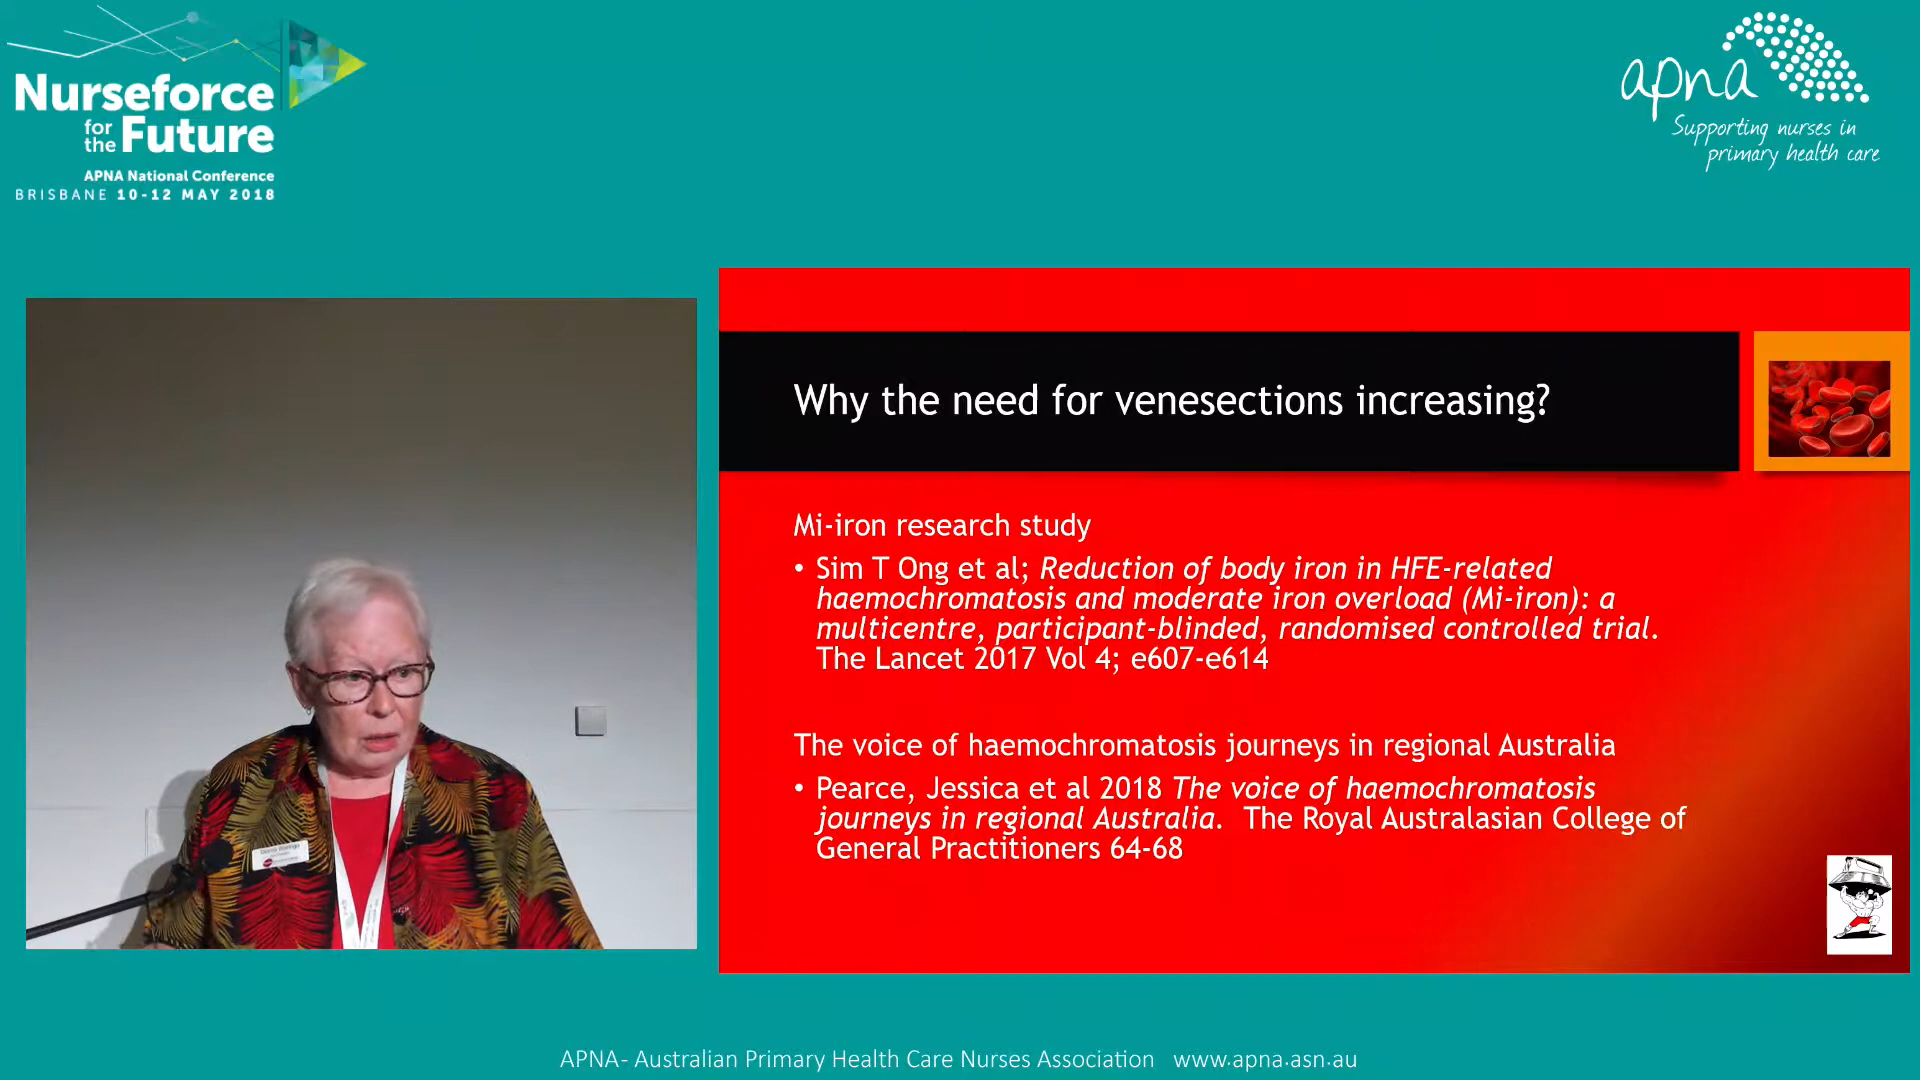 Nurseforce
for the Future
APNA National Conference
BRISBANE 10-12 MAY 2018
apna
Supporting nurses in
primary health care
Why the need for venesections increasing?
Mi-iron research study
• Sim T Ong et al; Reduction of body iron in HFE-related
haemochromatosis and moderate iron overload (Mi-iron): a
multicentre, participant-blinded, randomised controlled trial.
The Lancet 2017 Vol 4; e607-e614
The voice of haemochromatosis journeys in regional Australia
• Pearce, Jessica et al 2018 The voice of haemochromatosis
journeys in regional Australia. The Royal Australasian College of
General Practitioners 64-68
APNA- Australian Primary Health Care Nurses Association www.apna.asn.au